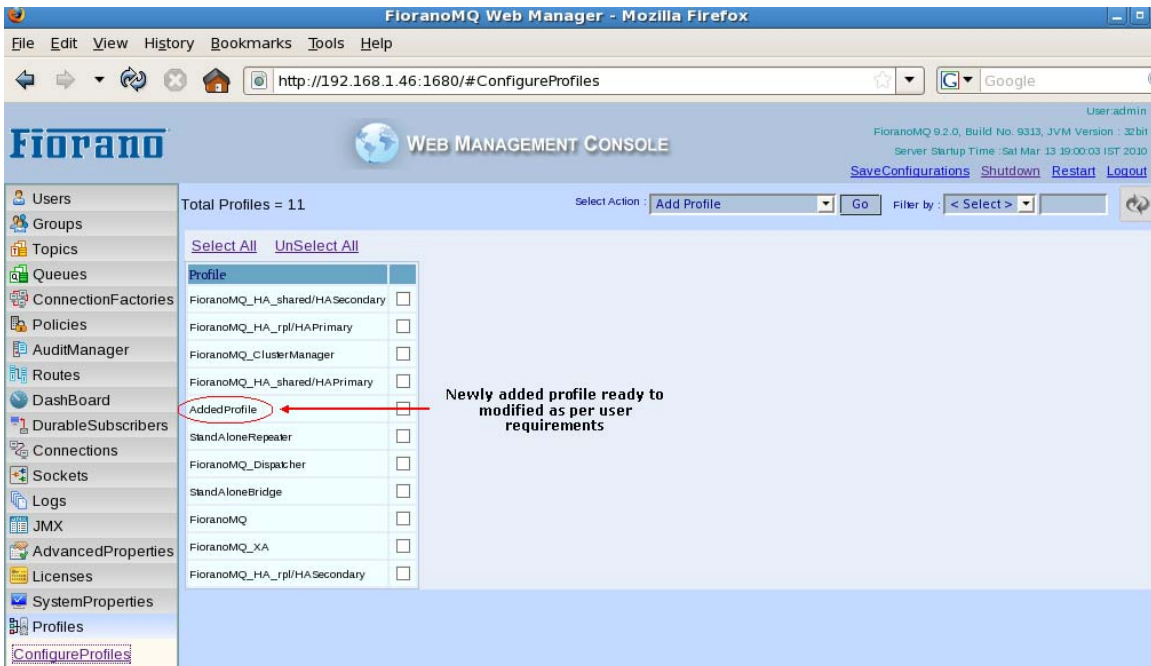 FioranoMQ Web Manager - Mozilla Firefox
File Edit View History Bookmarks Tools Help
http://192.168.1.46:1680/#ConfigureProfiles
G Google
User:admin
Fiorano
WEB MANAGEMENT CONSOLE
FioranoMQ 9.2.0, Build No. 9313, JVM Version : 32bit
Server Startup Time :Sat Mar 13 19:00:03 IST 2010
SaveConfigurations Shutdown Restart Logout
Users
Groups
Topics
Queues
ConnectionFactories
Policies
AuditManager
Routes
DashBoard
DurableSubscribers
Connections
Sockets
Logs
JMX
AdvancedProperties
Licenses
SystemProperties
Profiles
ConfigureProfiles
Total Profiles = 11
Select Action : Add Profile Go Filter by : < Select >
Select All UnSelect All
Profile
FioranoMQ_HA_shared/HASecondary
FioranoMQ_HA_rpl/HAPrimary
FioranoMQ_ClusterManager
FioranoMQ_HA_shared/HAPrimary
AddedProfile
StandAloneRepeater
FioranoMQ_Dispatcher
StandAloneBridge
FioranoMQ
FioranoMQ_XA
FioranoMQ_HA_rpl/HASecondary
Newly added profile ready to
modified as per user
requirements